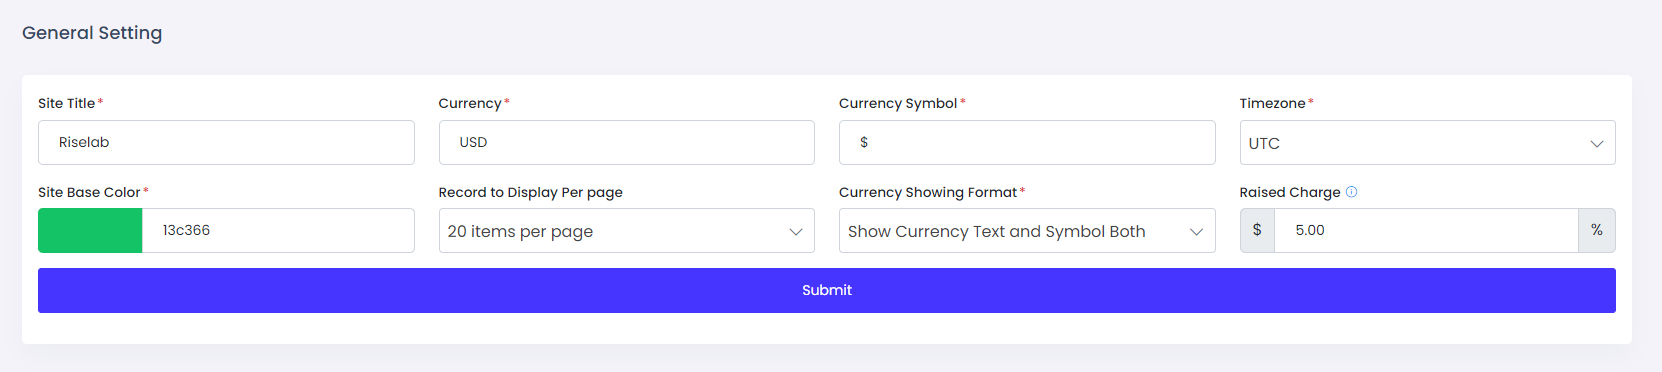 General Setting
Site Title*
Currency*
Currency Symbol*
Timezone*
Riselab
USD
$
UTC
Site Base Color*
Record to Display Per page
Currency Showing Format*
Raised Charge
13c366
20 items per page
Show Currency Text and Symbol Both
$ 5.00 %
Submit